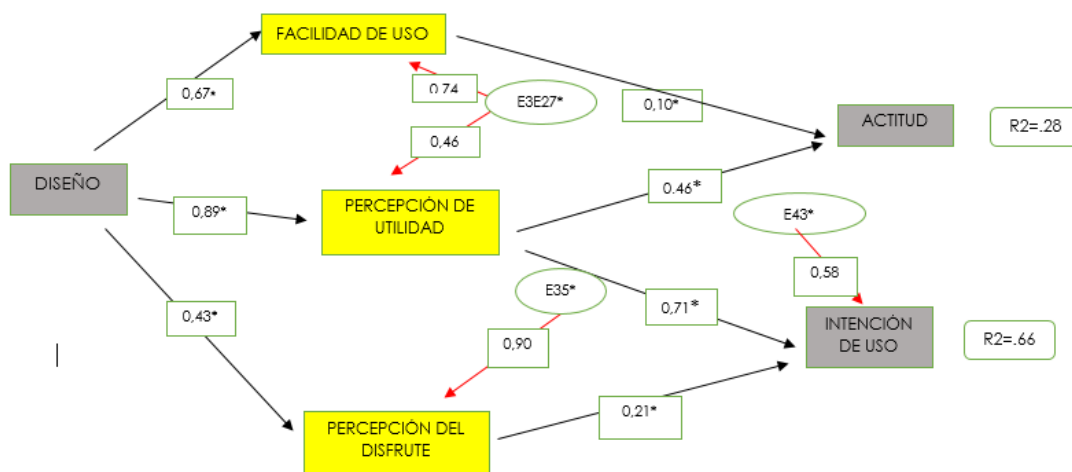 FACILIDAD DE USO
0,67*
0.74
E3E27*
0,10*
ACTITUD
R2=.28
0,46
DISEÑO
0,89*
PERCEPCIÓN DE
UTILIDAD
0.46*
E43*
E35*
0,58
0,43*
0,71*
INTENCIÓN
DE USO
R2=.66
0,90
PERCEPCIÓN DEL
DISFRUTE
0,21*